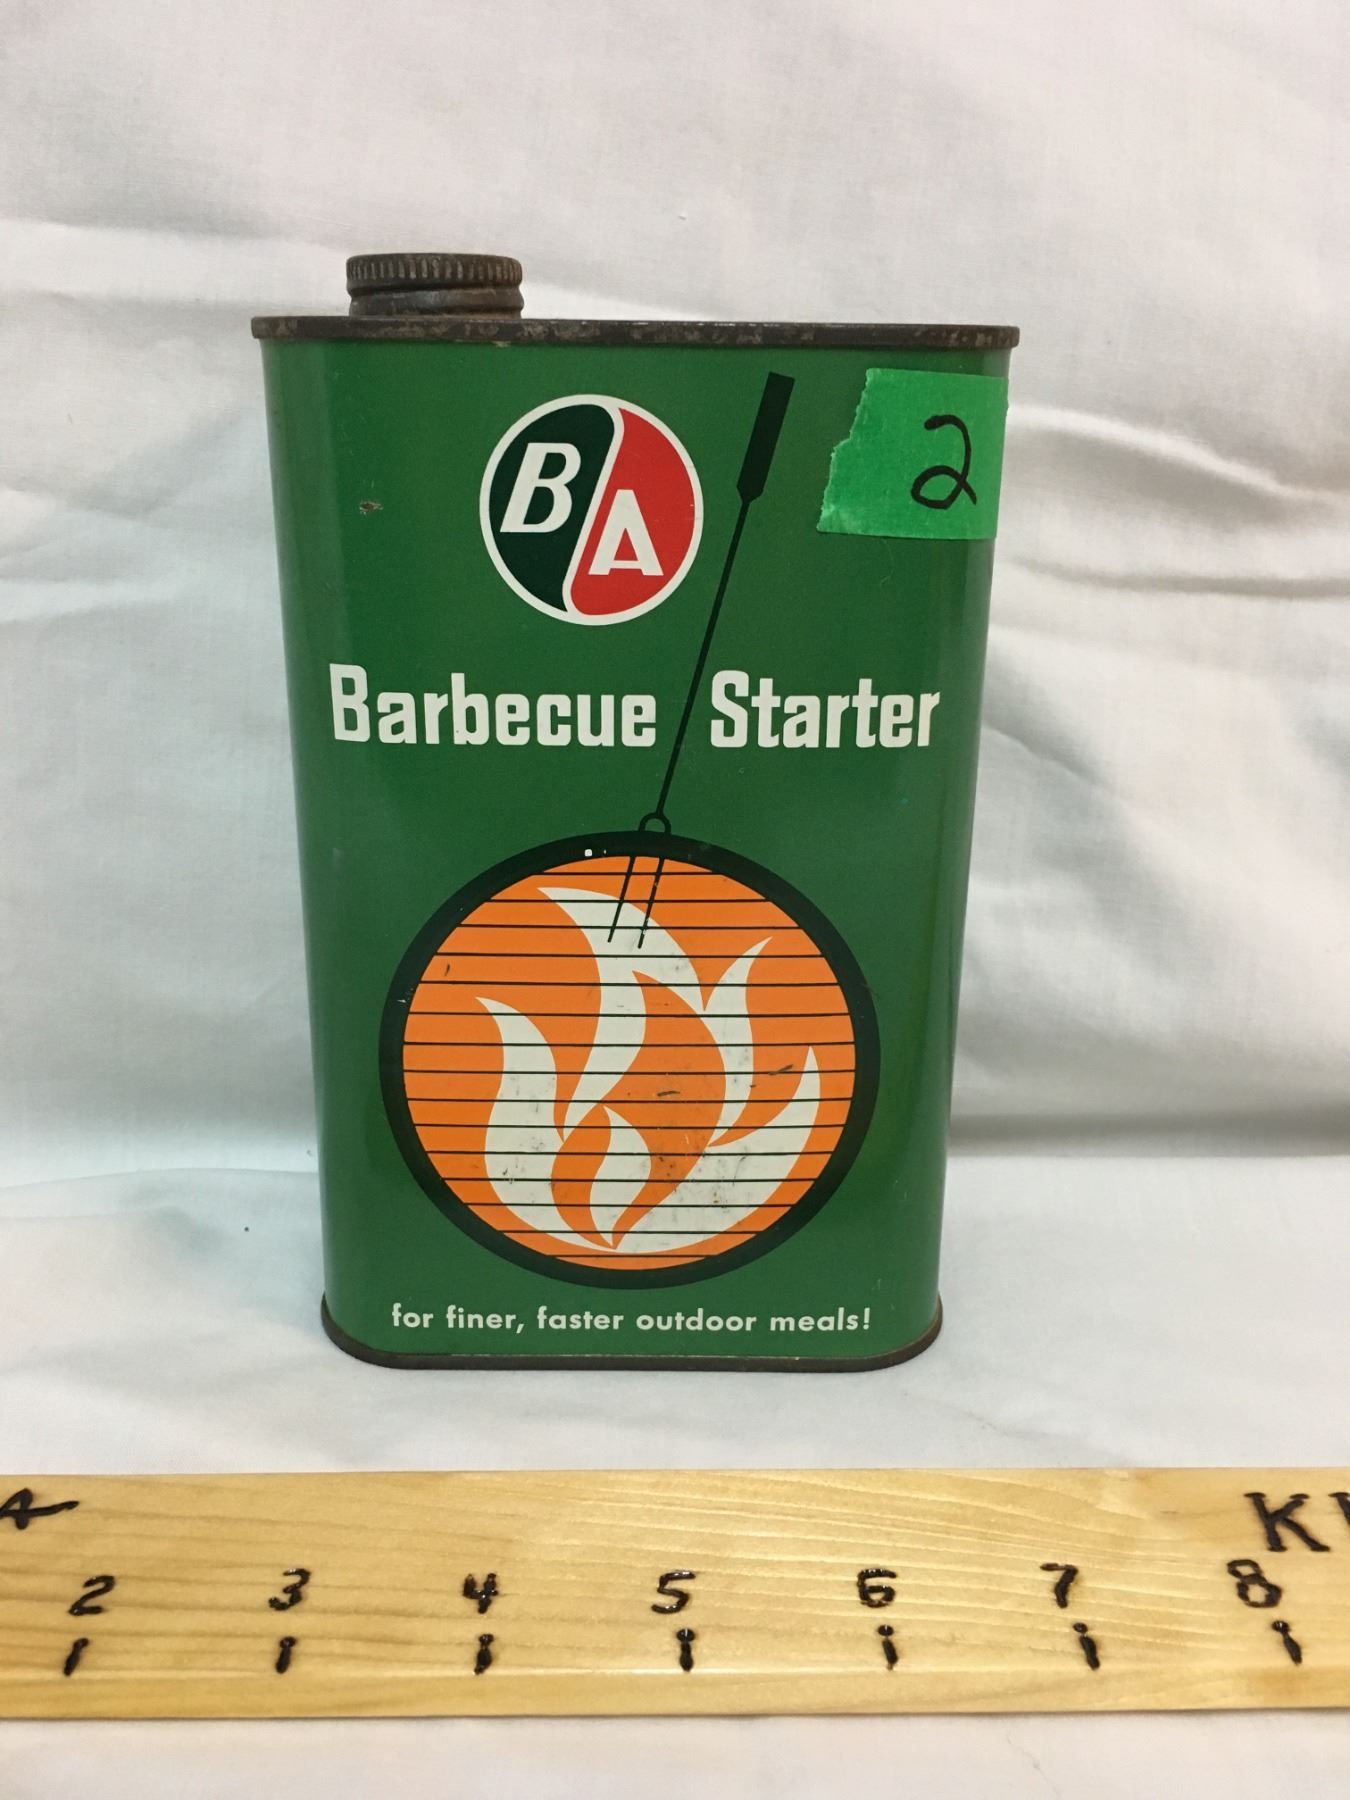 BA
2
Barbecue Starter
for finer, faster outdoor meals!
2 3 4 5 6 7 8